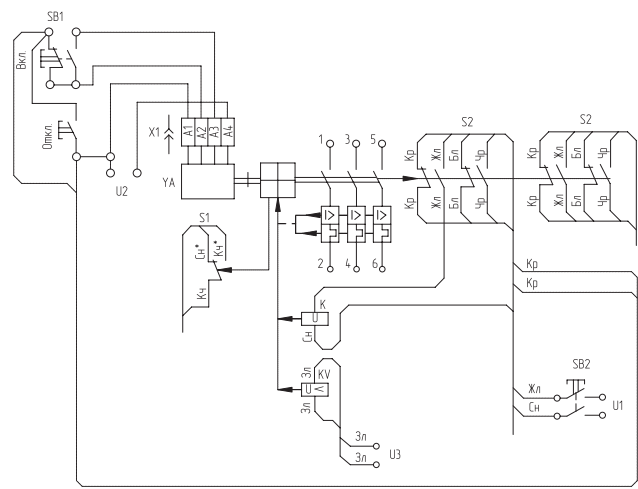 SB1
Вкл.
Откл.
X1
A1
A2
A3
A4
U2
YA
1
3
5
S2
S2
Кр
Жл
Бл
Чр
Кр
Бл
Чр
Кр
Жл
Бл
Чр
Кр
Бл
Чр
S1
Сн*
Кч*
Кч
I>
I>
I>
2
4
6
Кр
Кр
K
U
Сн
Зл
KV
U <
Зл
SB2
Жл
Сн
U1
Зл
Зл
U3